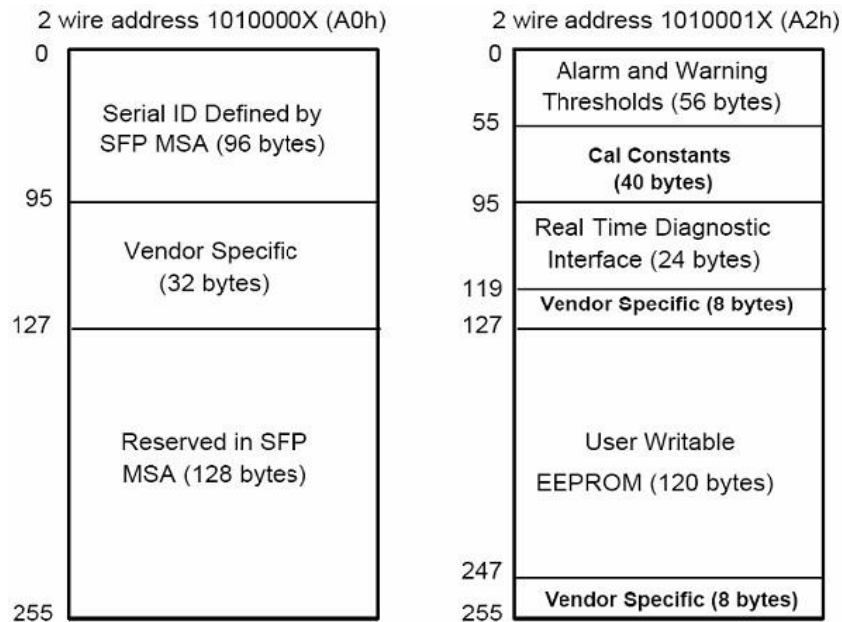 2 wire address 1010000X (A0h)
0
Serial ID Defined by
SFP MSA (96 bytes)
95
Vendor Specific
(32 bytes)
127
Reserved in SFP
MSA (128 bytes)
255
2 wire address 1010001X (A2h)
0
Alarm and Warning
Thresholds (56 bytes)
55
Cal Constants
(40 bytes)
95
Real Time Diagnostic
Interface (24 bytes)
119
Vendor Specific (8 bytes)
127
User Writable
EEPROM (120 bytes)
247
Vendor Specific (8 bytes)
255